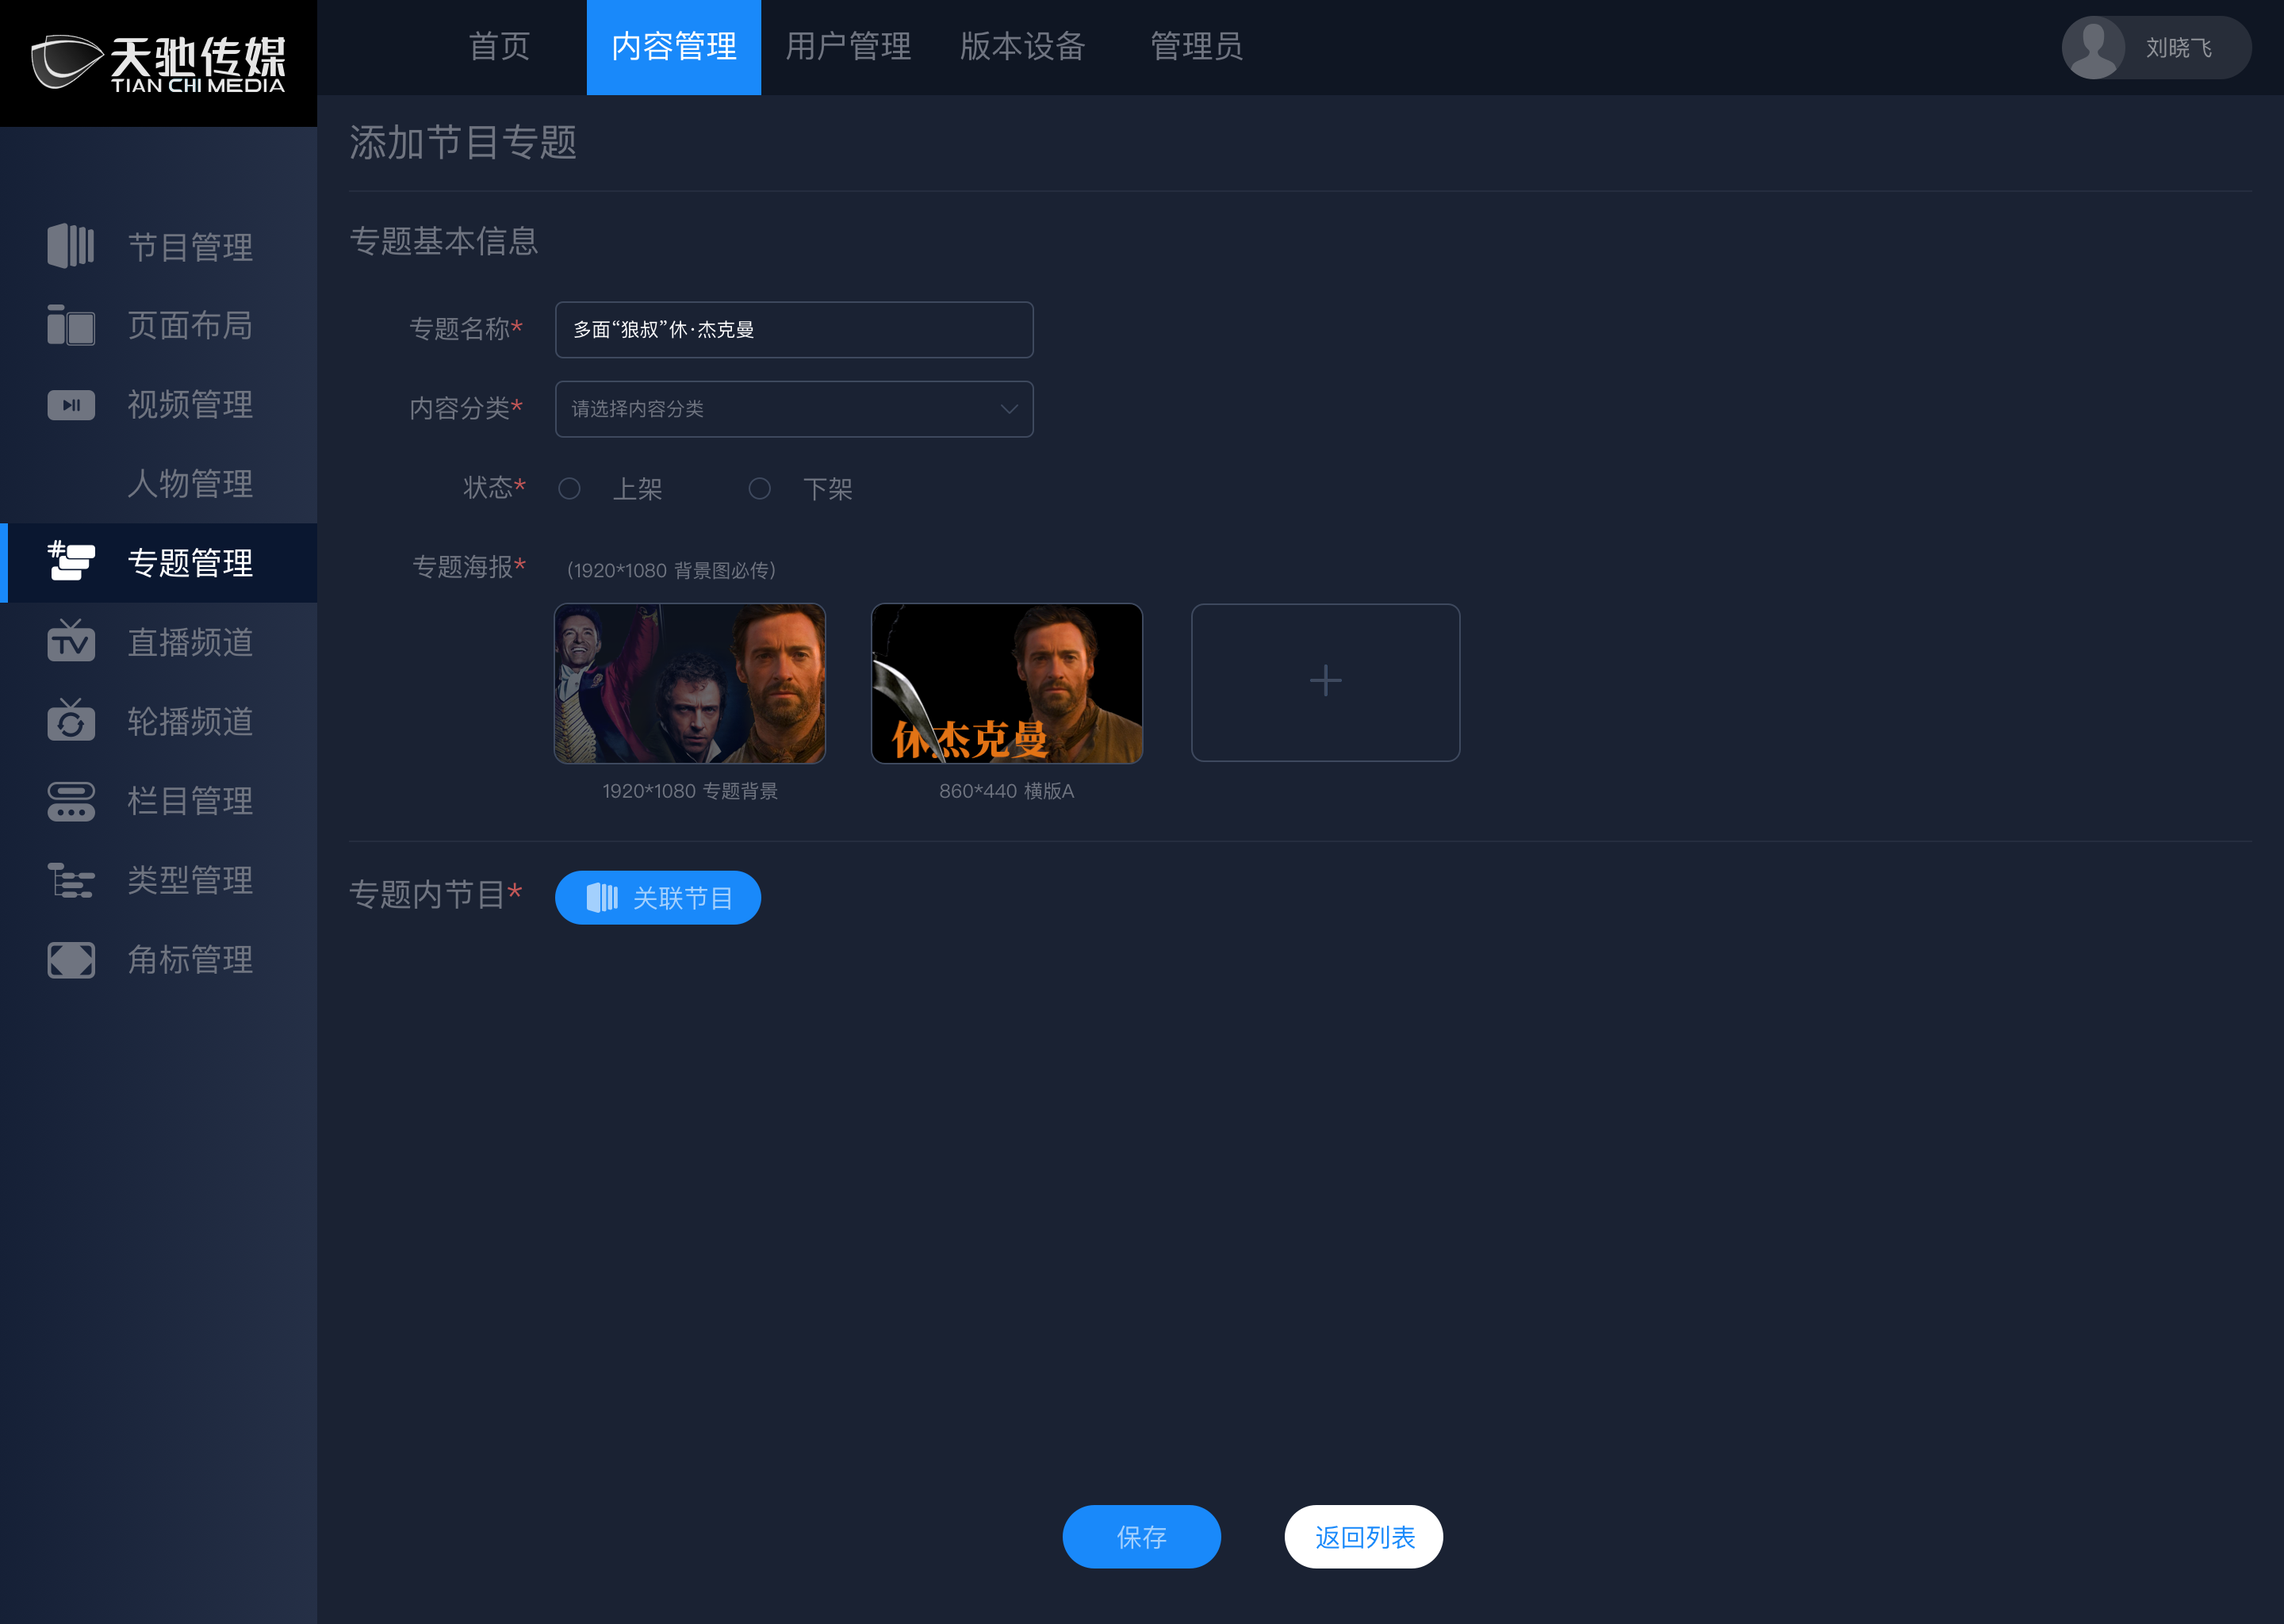 天驰传媒
TIAN CHI MEDIA
首页
内容管理
用户管理
版本设备
管理员
刘晓飞
节目管理
页面布局
视频管理
人物管理
#
专题管理
TV
直播频道
轮播频道
栏目管理
类型管理
角标管理
添加节目专题
专题基本信息
专题名称*
多面“狼叔”休·杰克曼
内容分类*
请选择内容分类
状态*
上架
下架
专题海报*
(1920*1080 背景图必传)
休杰克曼
1920*1080 专题背景
860*440 横版A
专题内节目*
关联节目
保存
返回列表